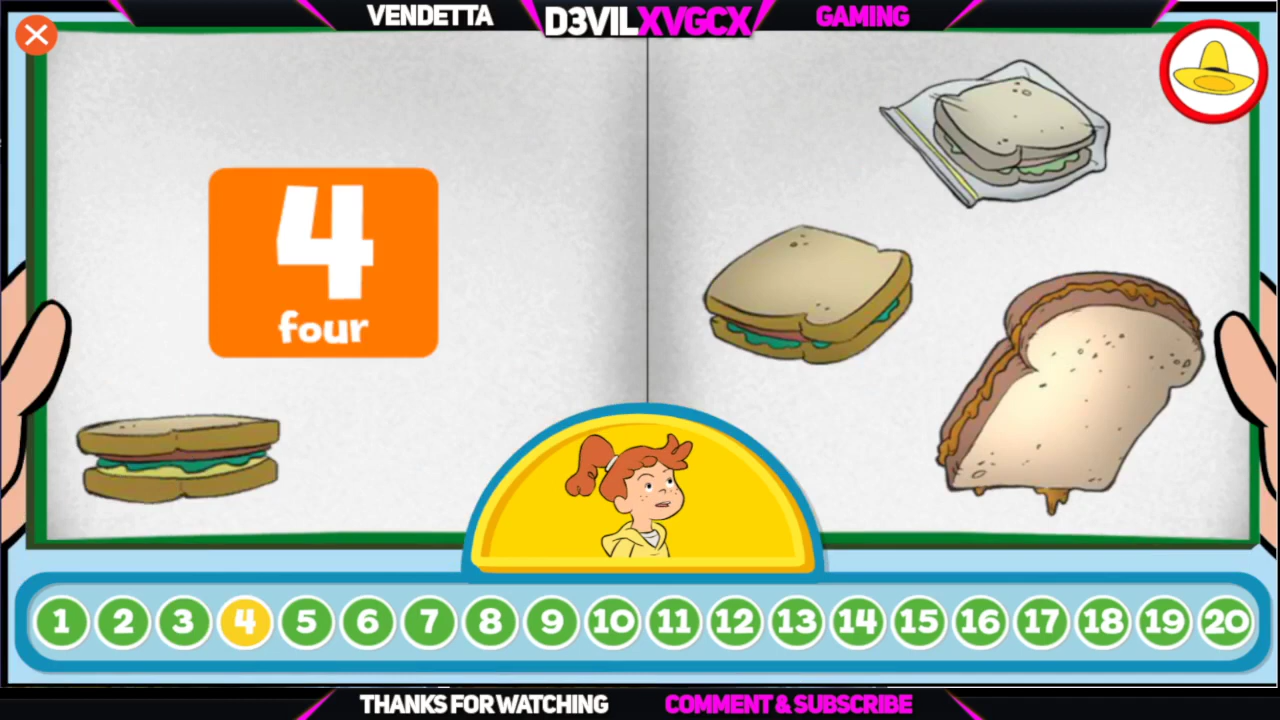 VENDETTA
D3VILXVGCX
GAMING
4
four
1 2 3 4 5 6 7 8 9 10 11 12 13 14 15 16 17 18 19 20
THANKS FOR WATCHING
COMMENT & SUBSCRIBE